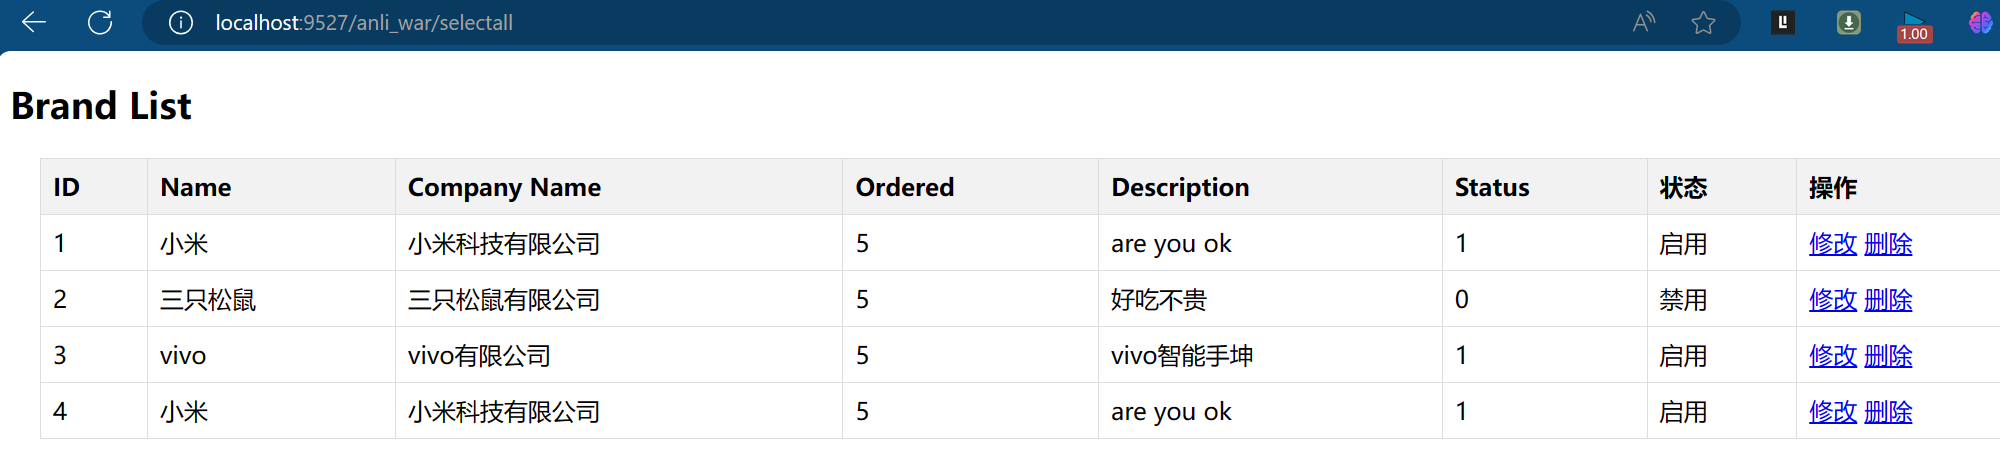 localhost:9527/anli_war/selectall
1.00
Brand List
ID Name Company Name Ordered Description Status 状态 操作
1 小米 小米科技有限公司 5 are you ok 1 启用 修改 删除
2 三只松鼠 三只松鼠有限公司 5 好吃不贵 0 禁用 修改 删除
3 vivo vivo有限公司 5 vivo智能手坤 1 启用 修改 删除
4 小米 小米科技有限公司 5 are you ok 1 启用 修改 删除